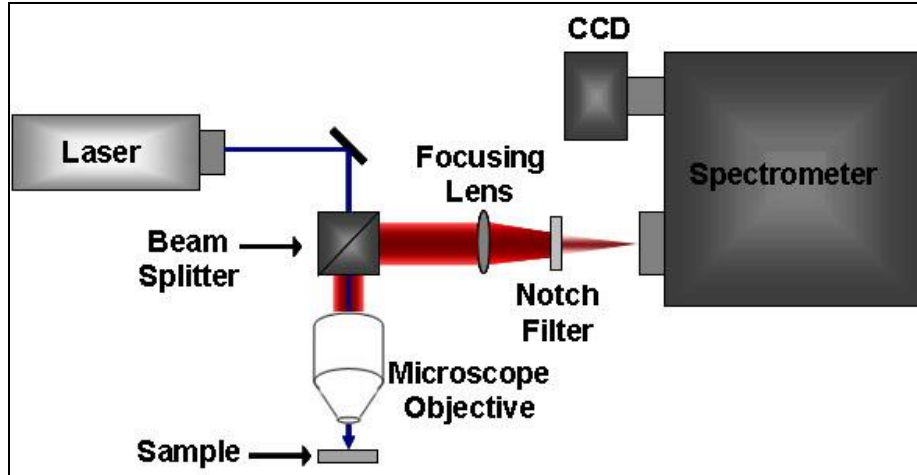 CCD
Laser
Focusing
Lens
Spectrometer
Beam
Splitter
Notch
Filter
Microscope
Objective
Sample